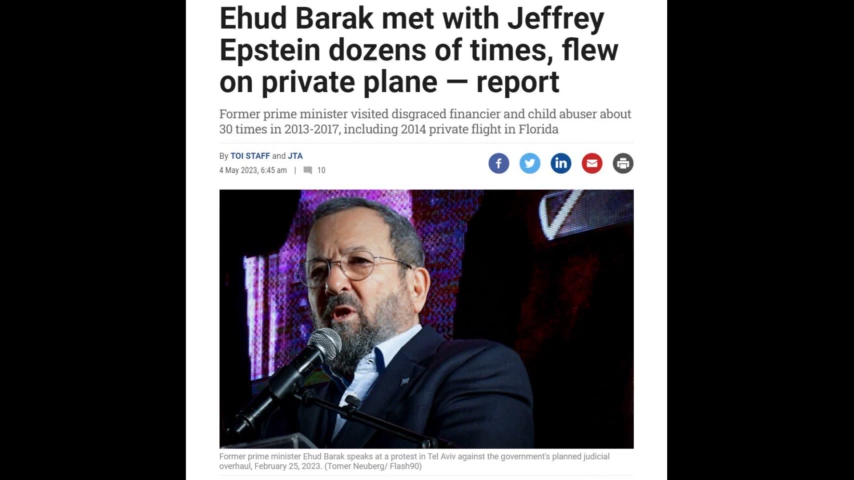 Ehud Barak met with Jeffrey
Epstein dozens of times, flew
on private plane — report
Former prime minister visited disgraced financier and child abuser about
30 times in 2013-2017, including 2014 private flight in Florida
By TOI STAFF and JTA
4 May 2023, 6:45 am | 10
Former prime minister Ehud Barak speaks at a protest in Tel Aviv against the government's planned judicial
overhaul, February 25, 2023. (Tomer Neuberg/ Flash90)